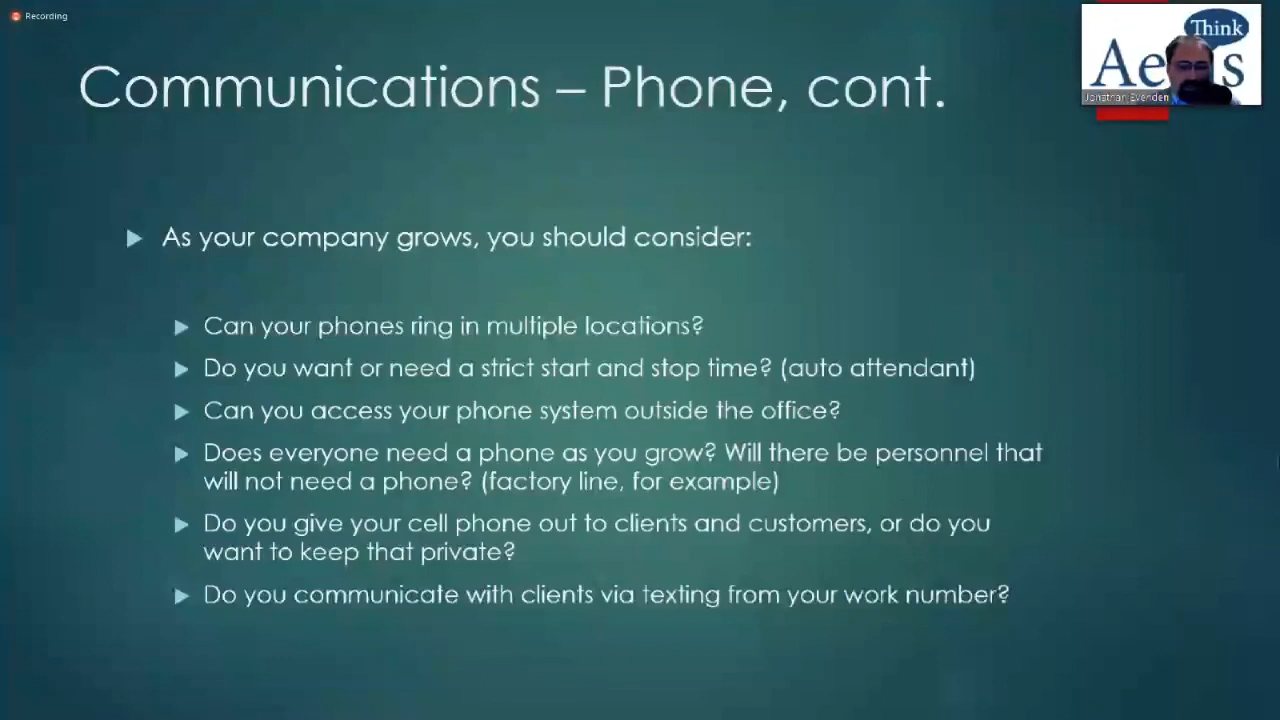 Recording
Think
Jonathan Evenden
Communications – Phone, cont.
As your company grows, you should consider:
Can your phones ring in multiple locations?
Do you want or need a strict start and stop time? (auto attendant)
Can you access your phone system outside the office?
Does everyone need a phone as you grow? Will there be personnel that
will not need a phone? (factory line, for example)
Do you give your cell phone out to clients and customers, or do you
want to keep that private?
Do you communicate with clients via texting from your work number?